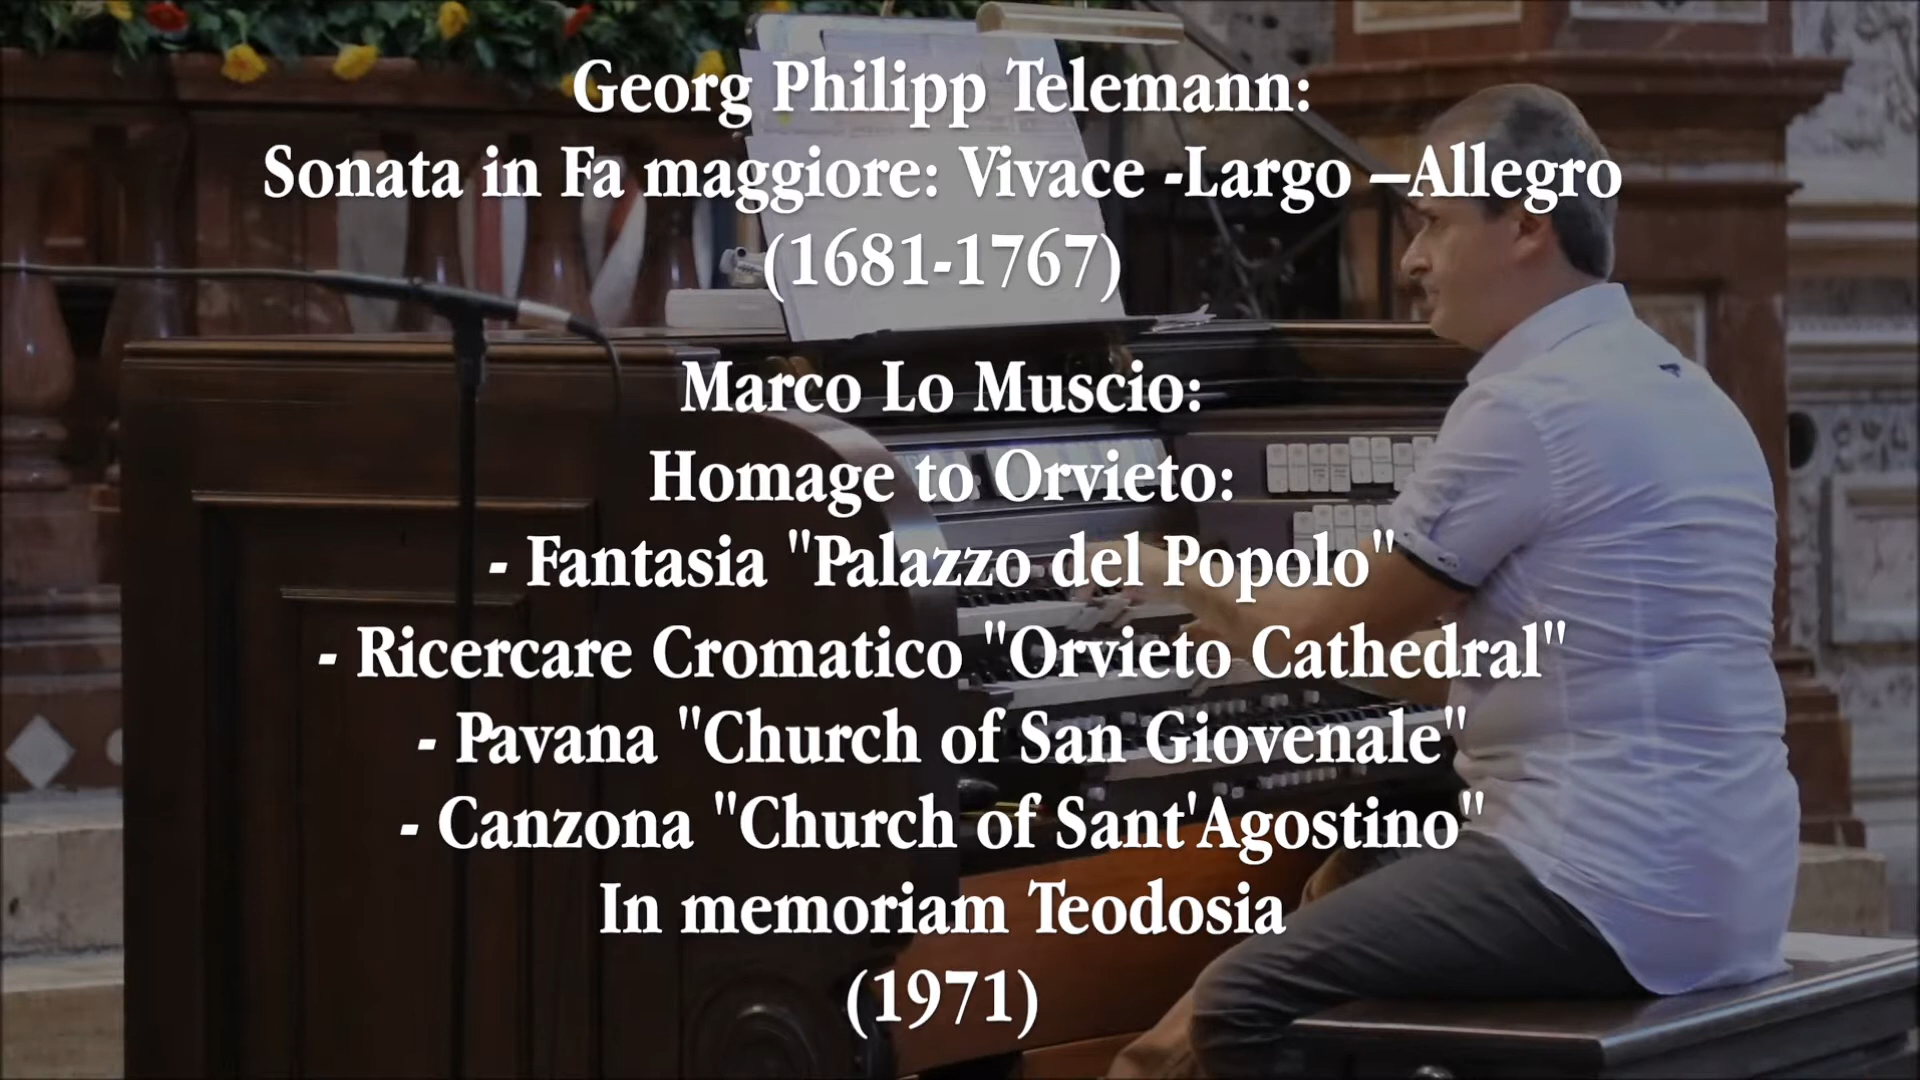 Georg Philipp Telemann:
Sonata in Fa maggiore: Vivace -Largo –Allegro
(1681-1767)
Marco Lo Muscio:
Homage to Orvieto:
- Fantasia "Palazzo del Popolo"
- Ricercare Cromatico "Orvieto Cathedral"
- Pavana "Church of San Giovenale"
- Canzona "Church of Sant'Agostino"
In memoriam Teodosia
(1971)